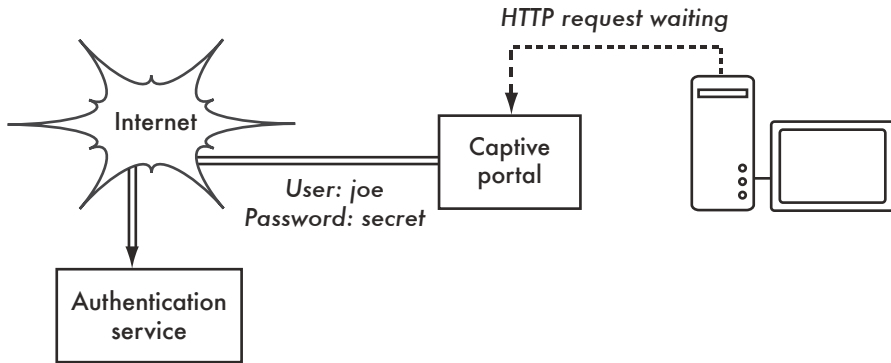 HTTP request waiting
Internet
Captive
portal
User: joe
Password: secret
Authentication
service